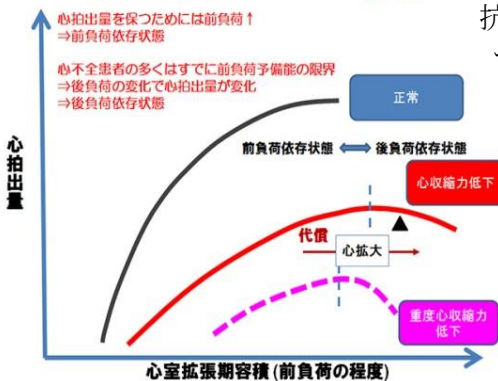 心拍出量を保つためには前負荷↑
⇒前負荷依存状態
心不全患者の多くはすでに前負荷予備能の限界
⇒後負荷の変化で心拍出量が変化
⇒後負荷依存状態
抗
正常
前負荷依存状態 ⇔ 後負荷依存状態
心収縮力低下
代償
心拡大
重度心収縮力
低下
心拍出量
心室拡張期容積(前負荷の程度)